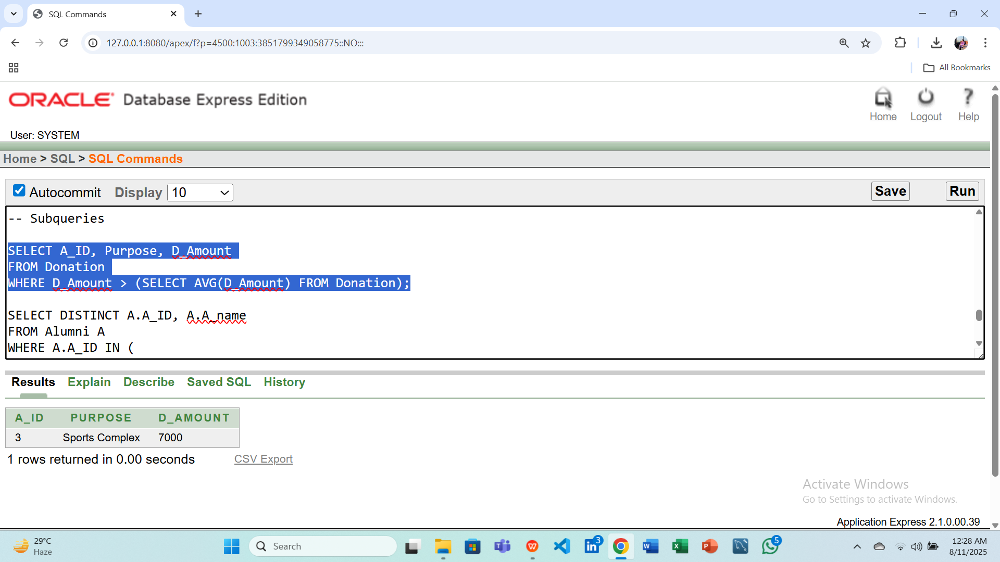 SQL Commands
127.0.0.1:8080/apex/f?p=4500:1003:3851799349058775::NO:::
All Bookmarks
ORACLE Database Express Edition
Home Logout Help
User: SYSTEM
Home > SQL > SQL Commands
Autocommit Display 10 Save Run
-- Subqueries
SELECT A_ID, Purpose, D_Amount
FROM Donation
WHERE D_Amount > (SELECT AVG(D_Amount) FROM Donation);
SELECT DISTINCT A.A_ID, A.A_name
FROM Alumni A
WHERE A.A_ID IN (
Results Explain Describe Saved SQL History
A_ID PURPOSE D_AMOUNT
3 Sports Complex 7000
1 rows returned in 0.00 seconds CSV Export
Activate Windows
Go to Settings to activate Windows.
Application Express 2.1.0.00.39
29°C
Haze
Search
3
5
12:28 AM
8/11/2025